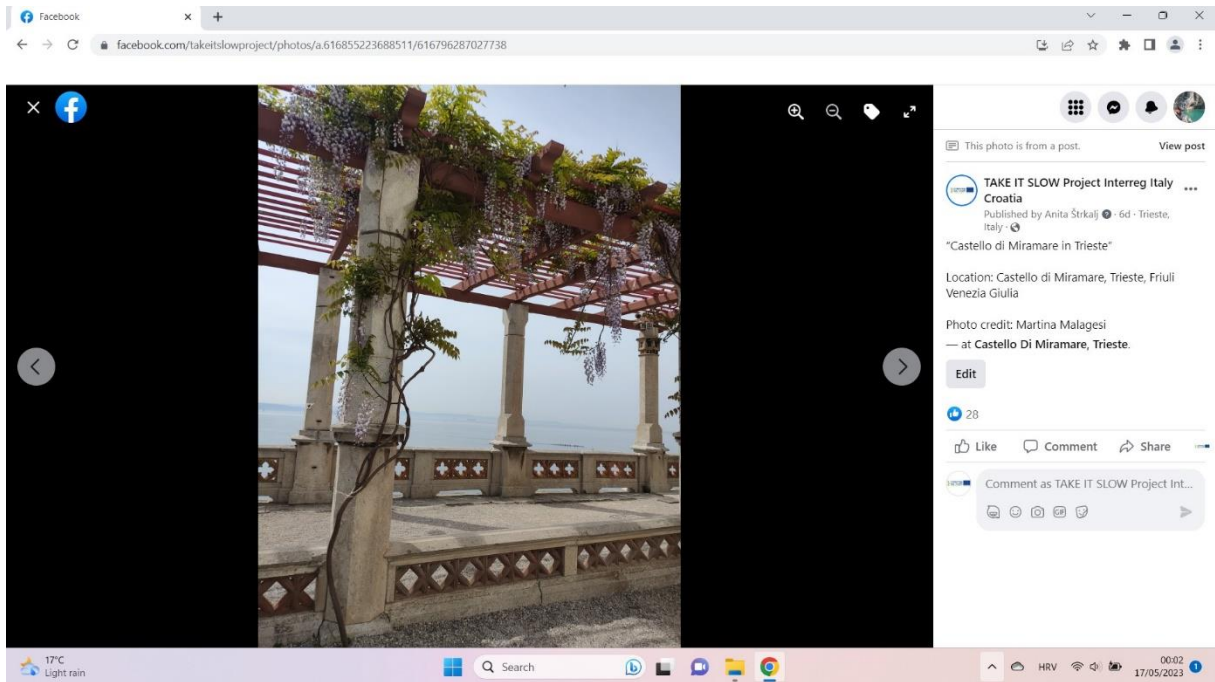 Facebook
facebook.com/takeitslowproject/photos/a.616855223688511/616796287027738
This photo is from a post.
View post
TAKE IT SLOW Project Interreg Italy
Croatia
Published by Anita Štrkalj · 6d · Trieste,
Italy ·
"Castello di Miramare in Trieste"
Location: Castello di Miramare, Trieste, Friuli
Venezia Giulia
Photo credit: Martina Malagesi
— at Castello Di Miramare, Trieste.
Edit
28
Like Comment Share
Comment as TAKE IT SLOW Project Int...
GIF
17°C
Light rain
Search
HRV
00:02
17/05/2023
1